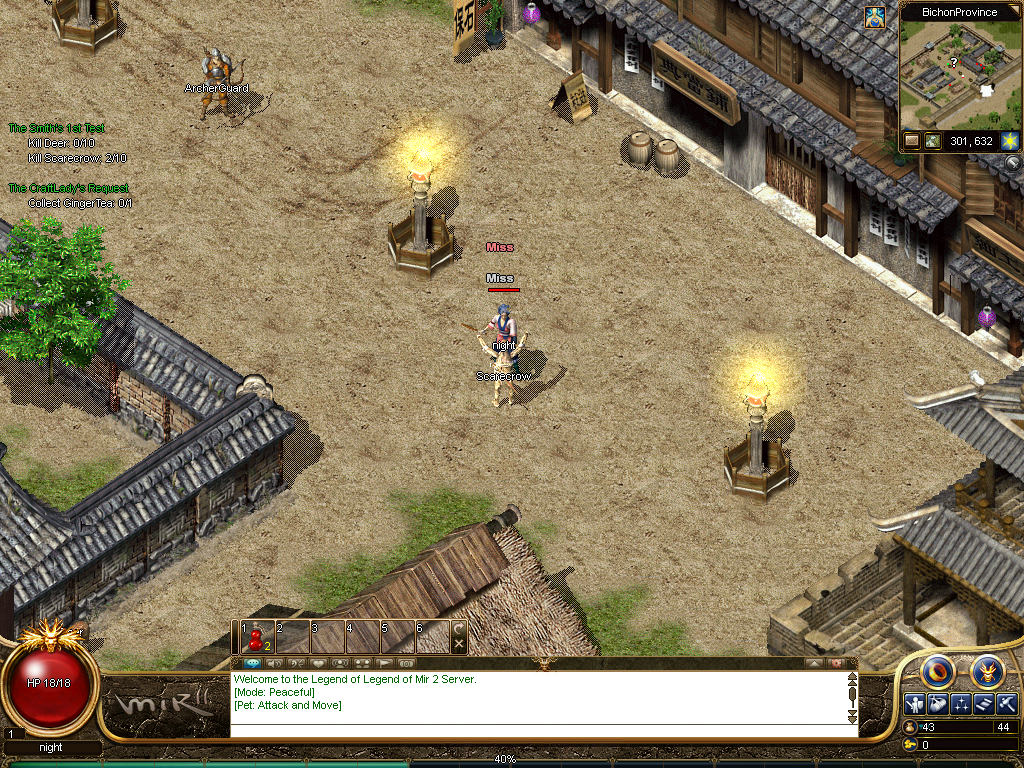 BichonProvince
ArcherGuard
The Smith's 1st Test
Kill Deer: 0/10
Kill Scarecrow: 2/10
301,632
The CraftLady's Request
Collect GingerTea: 0/1
Miss
Miss
night
Scarecrow
1 2 3 4 5 6
2
Welcome to the Legend of Legend of Mir 2 Server.
[Mode: Peaceful]
[Pet: Attack and Move]
HP 18/18
MIR II
1
night
43 44
0
40%